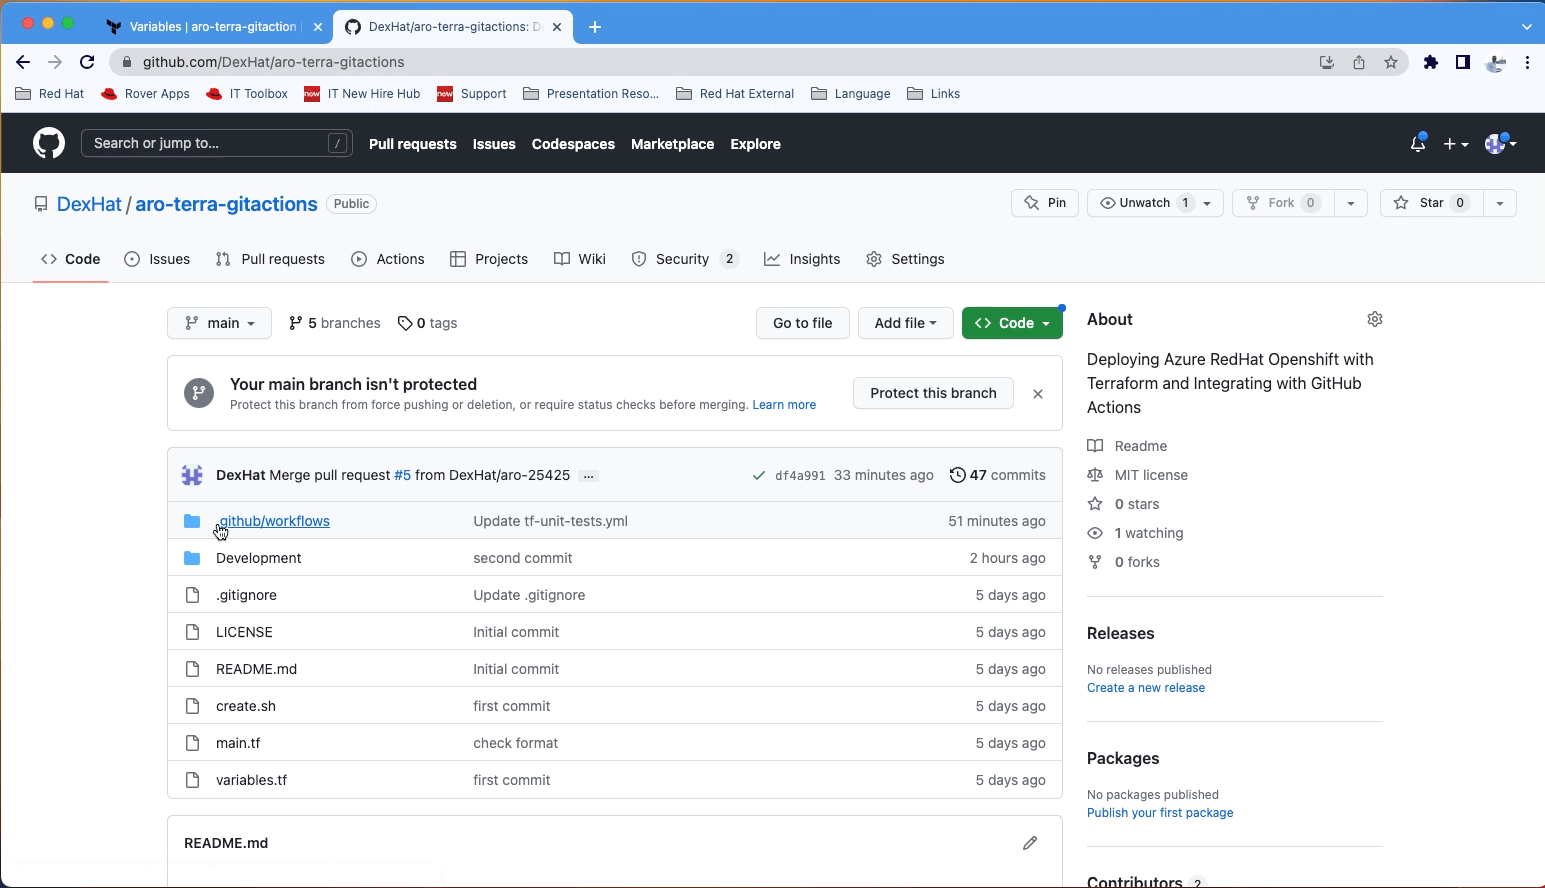 Variables | aro-terra-gitaction
DexHat/aro-terra-gitactions: D
github.com/DexHat/aro-terra-gitactions
Red Hat
Rover Apps
IT Toolbox
now IT New Hire Hub
now Support
Presentation Reso...
Red Hat External
Language
Links
Search or jump to... /
Pull requests
Issues
Codespaces
Marketplace
Explore
DexHat / aro-terra-gitactions Public
Pin
Unwatch 1
Fork 0
Star 0
Code
Issues
Pull requests
Actions
Projects
Wiki
Security 2
Insights
Settings
main
5 branches
0 tags
Go to file
Add file
Code
Your main branch isn't protected
Protect this branch from force pushing or deletion, or require status checks before merging. Learn more
Protect this branch
DexHat Merge pull request #5 from DexHat/aro-25425 ... df4a991 33 minutes ago 47 commits
.github/workflows Update tf-unit-tests.yml 51 minutes ago
Development second commit 2 hours ago
.gitignore Update .gitignore 5 days ago
LICENSE Initial commit 5 days ago
README.md Initial commit 5 days ago
create.sh first commit 5 days ago
main.tf check format 5 days ago
variables.tf first commit 5 days ago
README.md
About
Deploying Azure RedHat Openshift with
Terraform and Integrating with GitHub
Actions
Readme
MIT license
0 stars
1 watching
0 forks
Releases
No releases published
Create a new release
Packages
No packages published
Publish your first package
Contributors 2